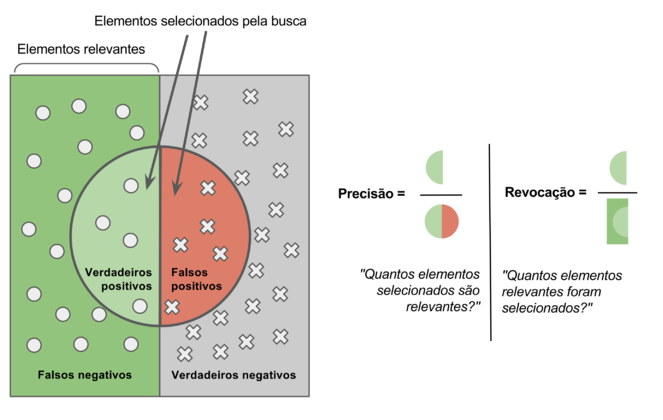 Elementos selecionados pela busca
Elementos relevantes
Verdadeiros
positivos
Falsos
positivos
Falsos negativos
Verdadeiros negativos
Precisão =
"Quantos elementos
selecionados são
relevantes?"
Revocação =
"Quantos elementos
relevantes foram
selecionados?"